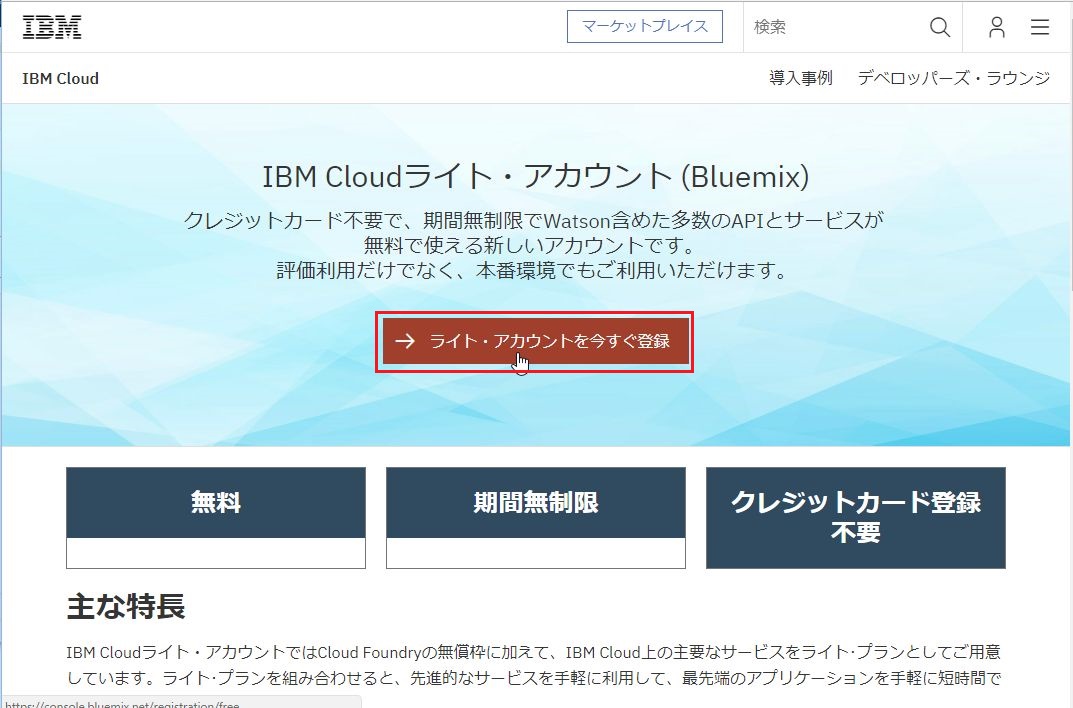 IBM
マーケットプレイス
検索
IBM Cloud
導入事例
デベロッパーズ・ラウンジ
IBM Cloudライト・アカウント (Bluemix)
クレジットカード不要で、期間無制限でWatson含めた多数のAPIとサービスが
無料で使える新しいアカウントです。
評価利用だけでなく、本番環境でもご利用いただけます。
→ ライト・アカウントを今すぐ登録
無料
期間無制限
クレジットカード登録
不要
主な特長
IBM Cloudライト・アカウントではCloud Foundryの無償枠に加えて、IBM Cloud上の主要なサービスをライト･プランとしてご用意
しています。ライト･プランを組み合わせると、先進的なサービスを手軽に利用して、最先端のアプリケーションを手軽に短時間で
https://console.bluemix.net/registration/free